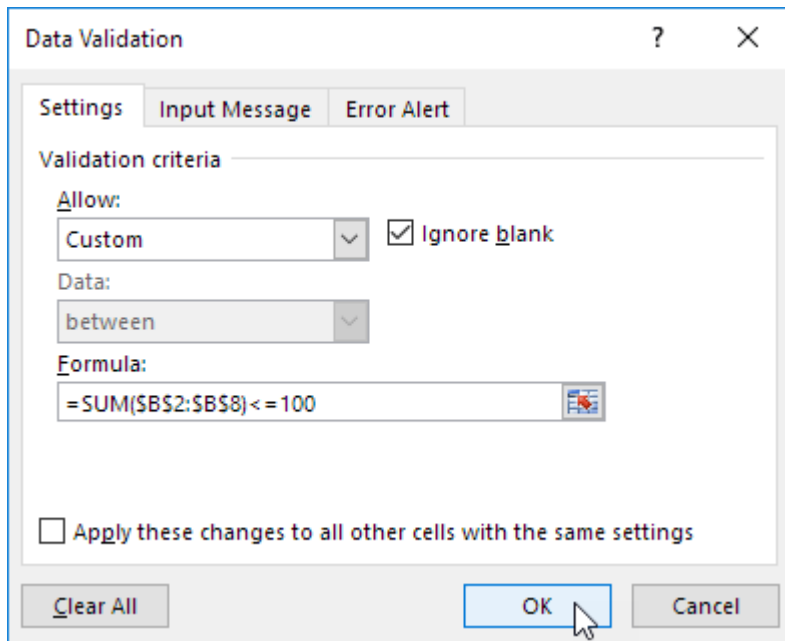 Data Validation ? ×
Settings Input Message Error Alert
Validation criteria
Allow:
Custom Ignore blank
Data:
between
Formula:
=SUM($B$2:$B$8)<=100
Apply these changes to all other cells with the same settings
Clear All OK Cancel